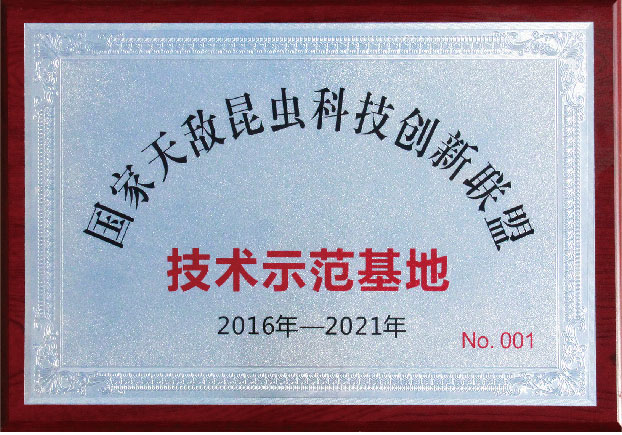 国家天敌昆虫科技创新联盟
技术示范基地
2016年—2021年
No. 001